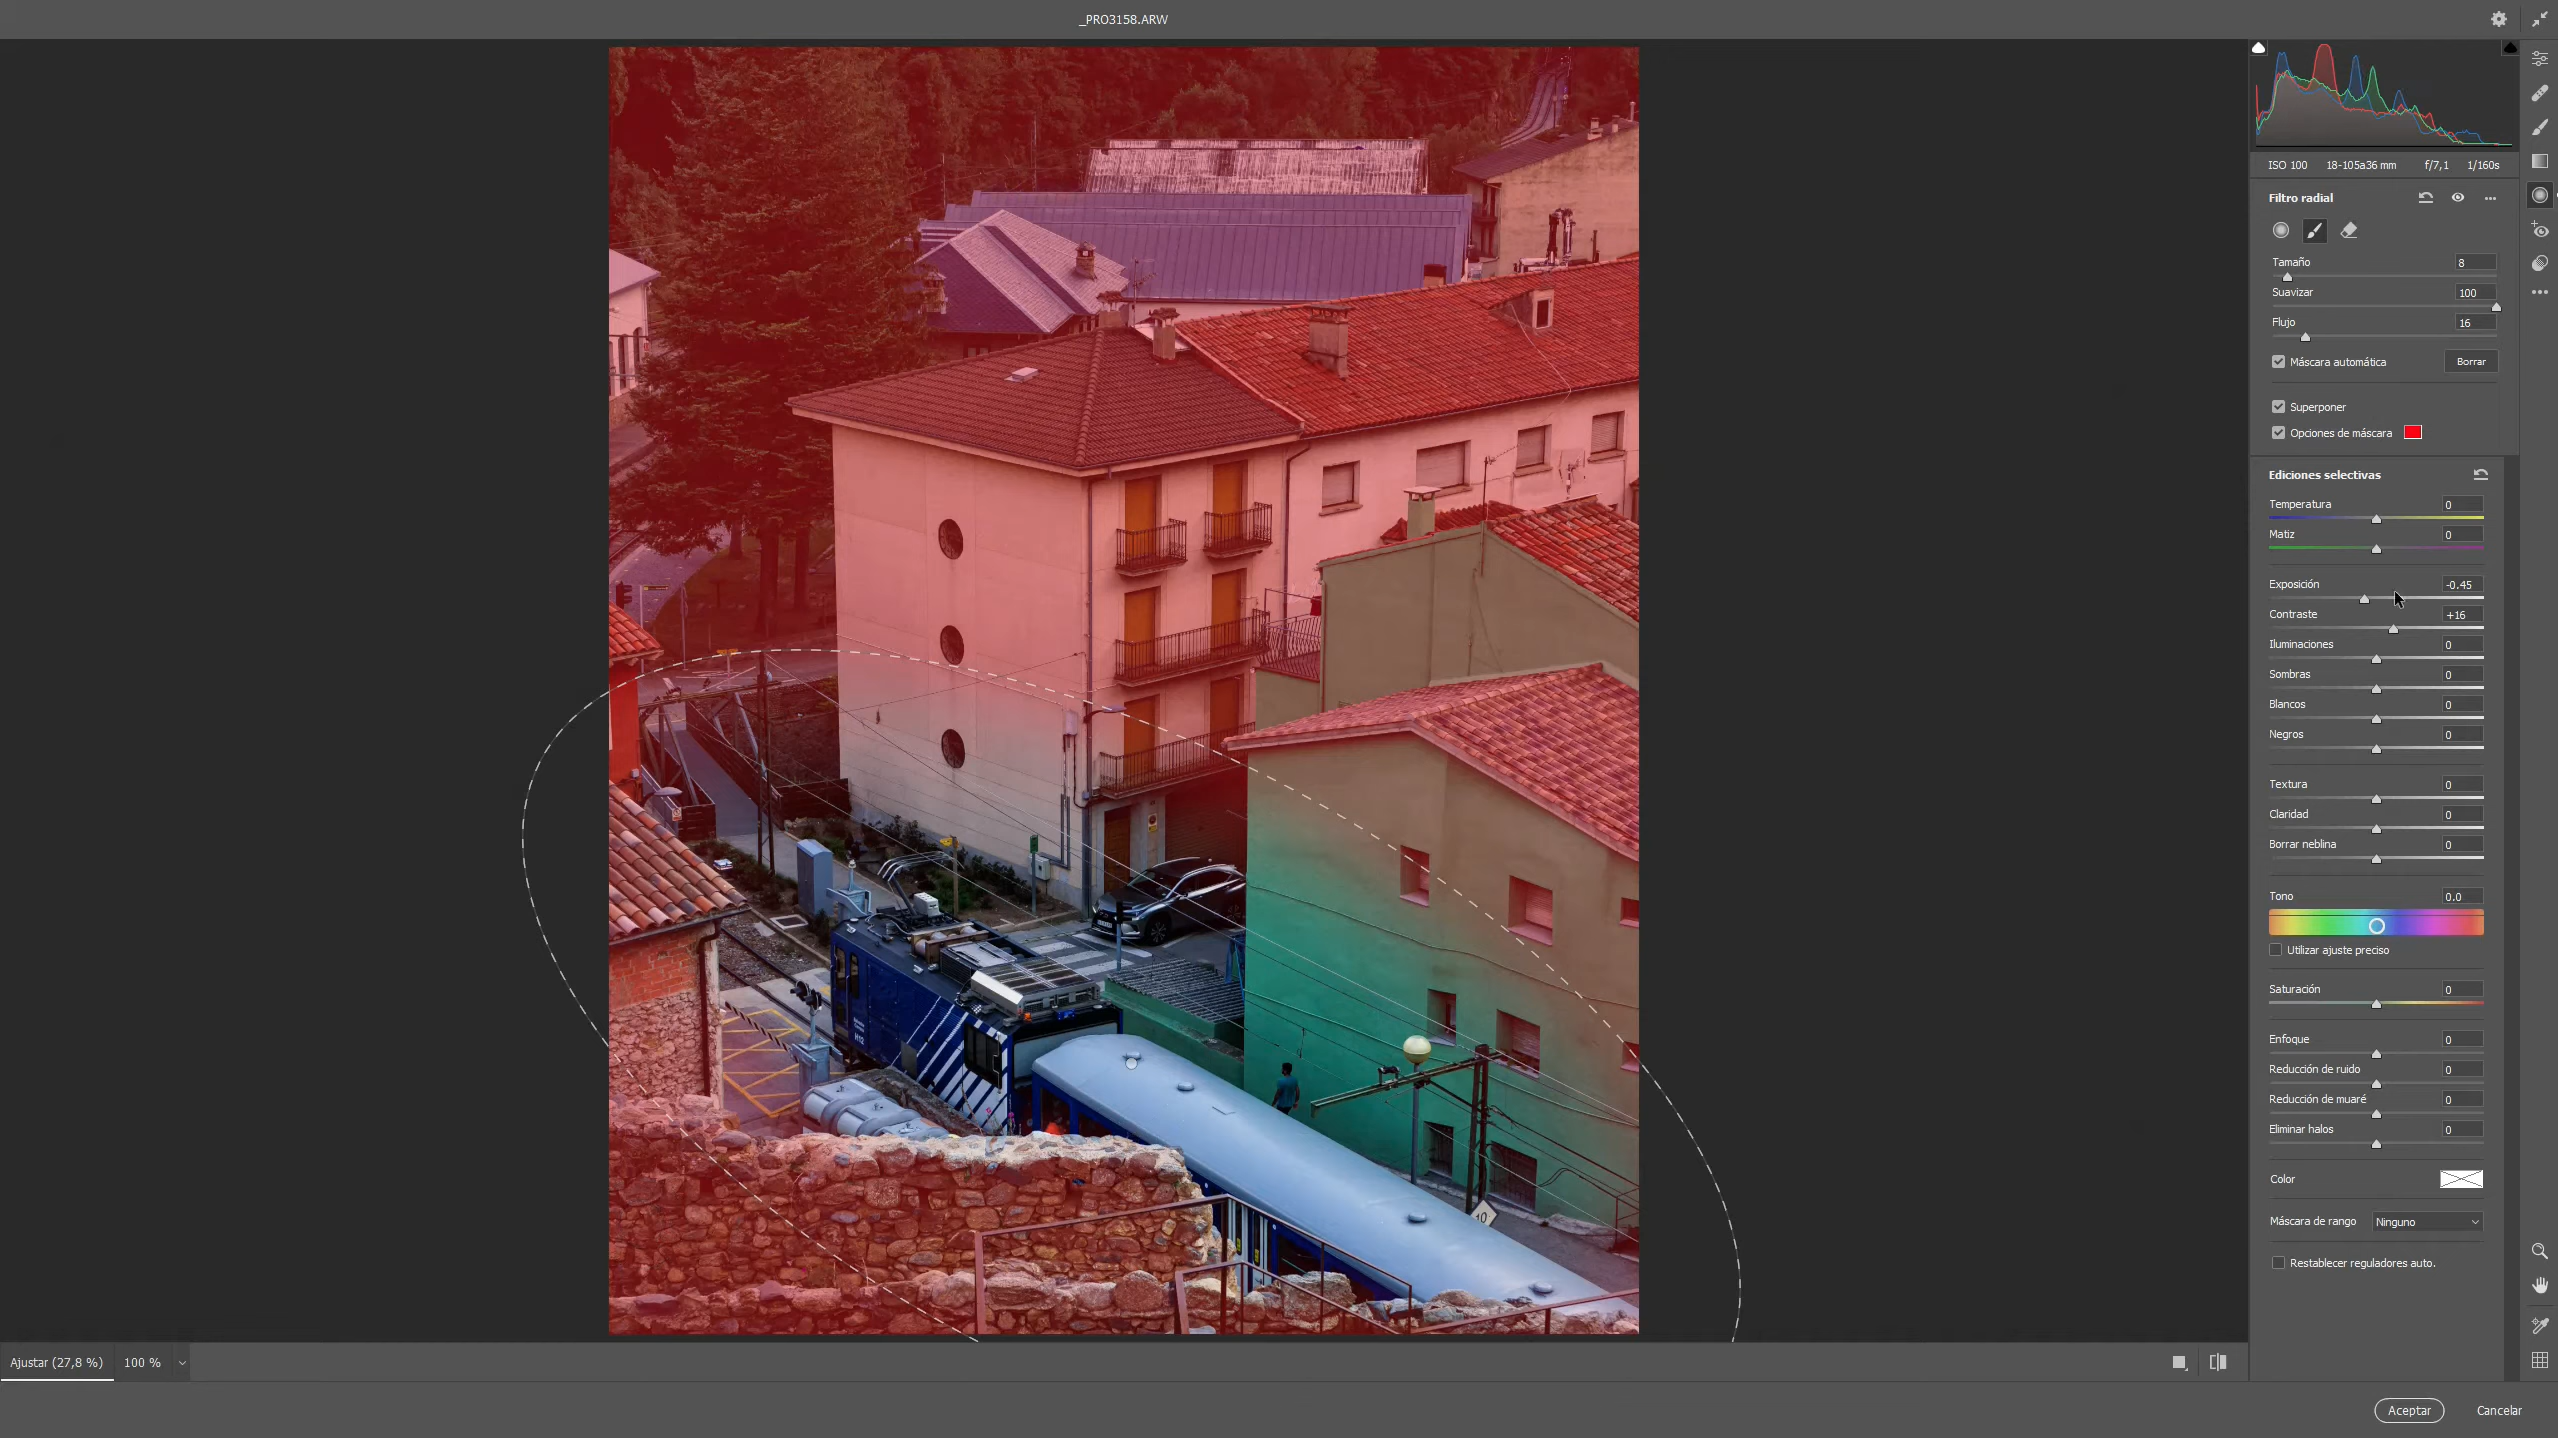 _PRO3158.ARW
ISO 100 18-105a36 mm f/7,1 1/160s
Filtro radial
Tamaño 8
Suavizar 100
Flujo 16
Máscara automática Borrar
Superponer
Opciones de máscara
Ediciones selectivas
Temperatura 0
Matiz 0
Exposición -0.45
Contraste +16
Iluminaciones 0
Sombras 0
Blancos 0
Negros 0
Textura 0
Claridad 0
Borrar neblina 0
Tono 0.0
Utilizar ajuste preciso
Saturación 0
Enfoque 0
Reducción de ruido 0
Reducción de muaré 0
Eliminar halos 0
Color
Máscara de rango Ninguno
Restablecer reguladores auto.
10
Ajustar (27,8 %) 100 %
Aceptar Cancelar